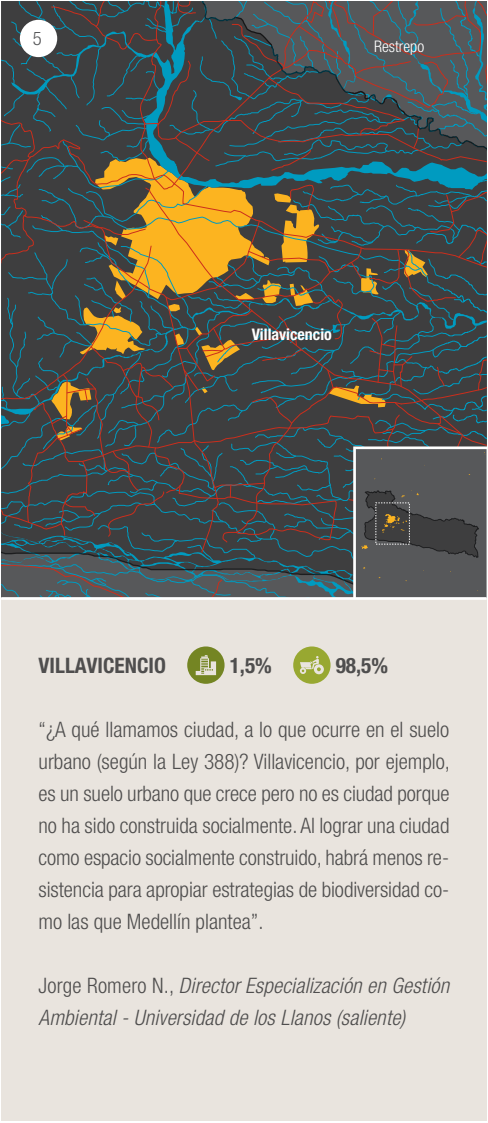 5
Restrepo
Villavicencio
VILLAVICENCIO 1,5% 98,5%
“¿A qué llamamos ciudad, a lo que ocurre en el suelo
urbano (según la Ley 388)? Villavicencio, por ejemplo,
es un suelo urbano que crece pero no es ciudad porque
no ha sido construida socialmente. Al lograr una ciudad
como espacio socialmente construido, habrá menos re-
sistencia para apropiar estrategias de biodiversidad co-
mo las que Medellín plantea”.
Jorge Romero N., Director Especialización en Gestión
Ambiental - Universidad de los Llanos (saliente)